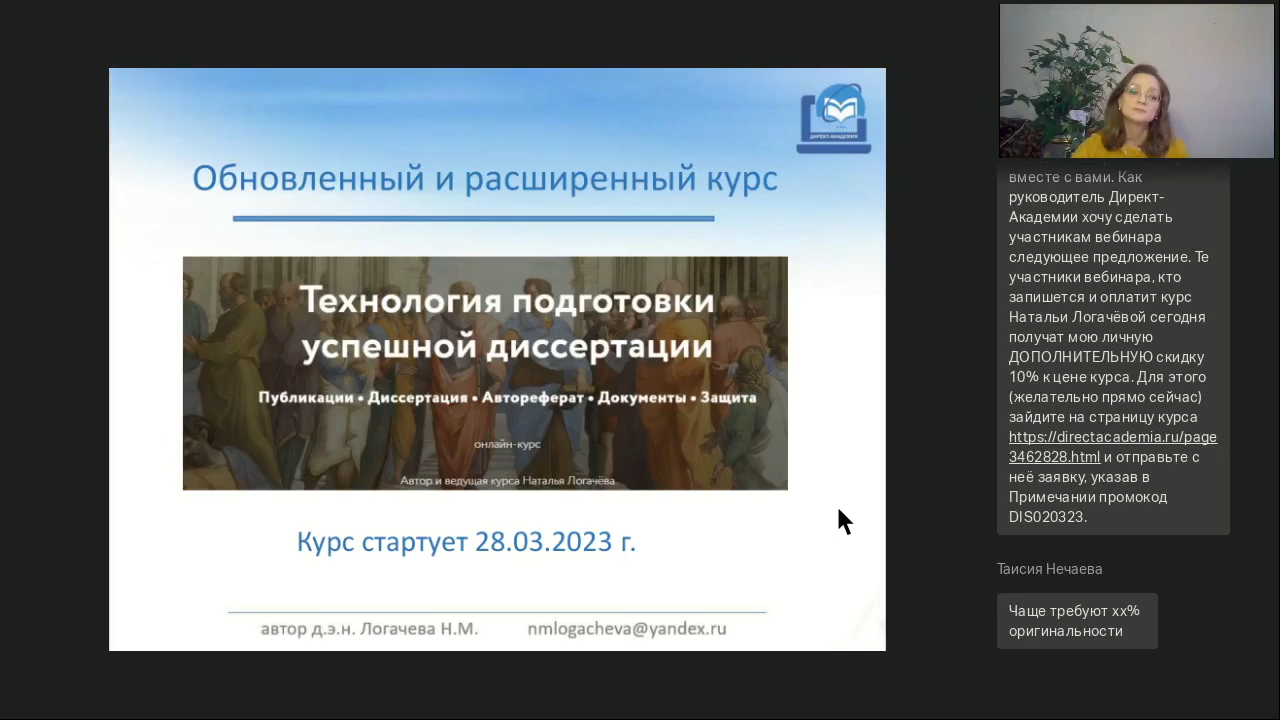 ДИРЕКТ-АКАДЕМИЯ
Обновленный и расширенный курс
Технология подготовки
успешной диссертации
Публикации • Диссертация • Автореферат • Документы • Защита
онлайн-курс
Автор и ведущая курса Наталья Логачёва
Курс стартует 28.03.2023 г.
автор д.э.н. Логачева Н.М.
nmlogacheva@yandex.ru
вместе с вами. Как
руководитель Директ-
Академии хочу сделать
участникам вебинара
следующее предложение. Те
участники вебинара, кто
запишется и оплатит курс
Натальи Логачёвой сегодня
получат мою личную
ДОПОЛНИТЕЛЬНУЮ скидку
10% к цене курса. Для этого
(желательно прямо сейчас)
зайдите на страницу курса
https://directacademia.ru/page
3462828.html и отправьте с
неё заявку, указав в
Примечании промокод
DIS020323.
Таисия Нечаева
Чаще требуют хх%
оригинальности